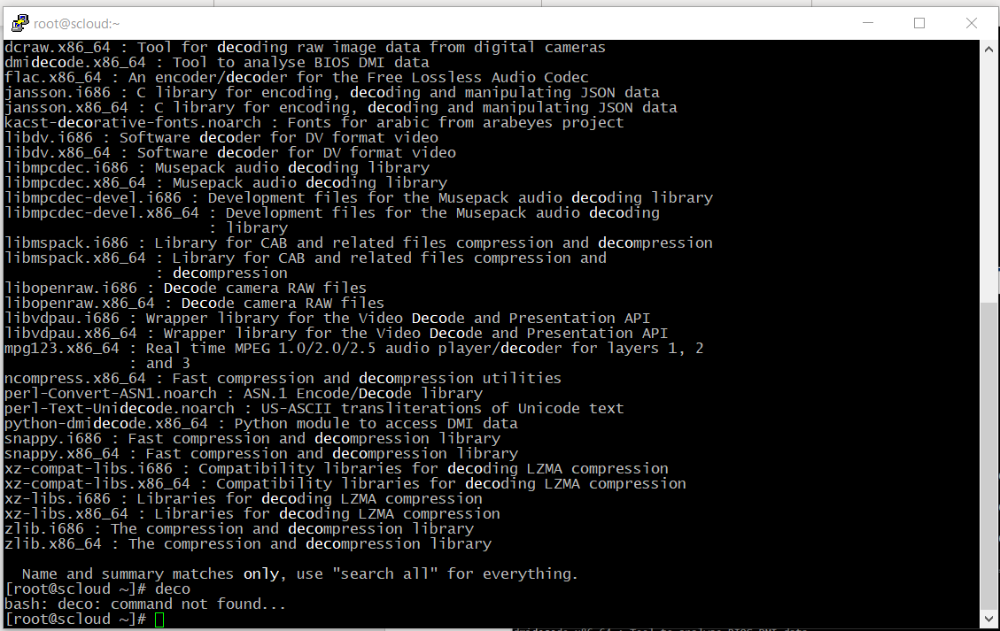 root@scloud:~
dcraw.x86_64 : Tool for decoding raw image data from digital cameras
dmidecode.x86_64 : Tool to analyse BIOS DMI data
flac.x86_64 : An encoder/decoder for the Free Lossless Audio Codec
jansson.i686 : C library for encoding, decoding and manipulating JSON data
jansson.x86_64 : C library for encoding, decoding and manipulating JSON data
kacst-decorative-fonts.noarch : Fonts for arabic from arabeyes project
libdv.i686 : Software decoder for DV format video
libdv.x86_64 : Software decoder for DV format video
libmpcdec.i686 : Musepack audio decoding library
libmpcdec.x86_64 : Musepack audio decoding library
libmpcdec-devel.i686 : Development files for the Musepack audio decoding library
libmpcdec-devel.x86_64 : Development files for the Musepack audio decoding
                       : library
libmspack.i686 : Library for CAB and related files compression and decompression
libmspack.x86_64 : Library for CAB and related files compression and
                 : decompression
libopenraw.i686 : Decode camera RAW files
libopenraw.x86_64 : Decode camera RAW files
libvdpau.i686 : Wrapper library for the Video Decode and Presentation API
libvdpau.x86_64 : Wrapper library for the Video Decode and Presentation API
mpg123.x86_64 : Real time MPEG 1.0/2.0/2.5 audio player/decoder for layers 1, 2
              : and 3
ncompress.x86_64 : Fast compression and decompression utilities
perl-Convert-ASN1.noarch : ASN.1 Encode/Decode library
perl-Text-Unidecode.noarch : US-ASCII transliterations of Unicode text
python-dmidecode.x86_64 : Python module to access DMI data
snappy.i686 : Fast compression and decompression library
snappy.x86_64 : Fast compression and decompression library
xz-compat-libs.i686 : Compatibility libraries for decoding LZMA compression
xz-compat-libs.x86_64 : Compatibility libraries for decoding LZMA compression
xz-libs.i686 : Libraries for decoding LZMA compression
xz-libs.x86_64 : Libraries for decoding LZMA compression
zlib.i686 : The compression and decompression library
zlib.x86_64 : The compression and decompression library
  Name and summary matches only, use "search all" for everything.
[root@scloud ~]# deco
bash: deco: command not found...
[root@scloud ~]#